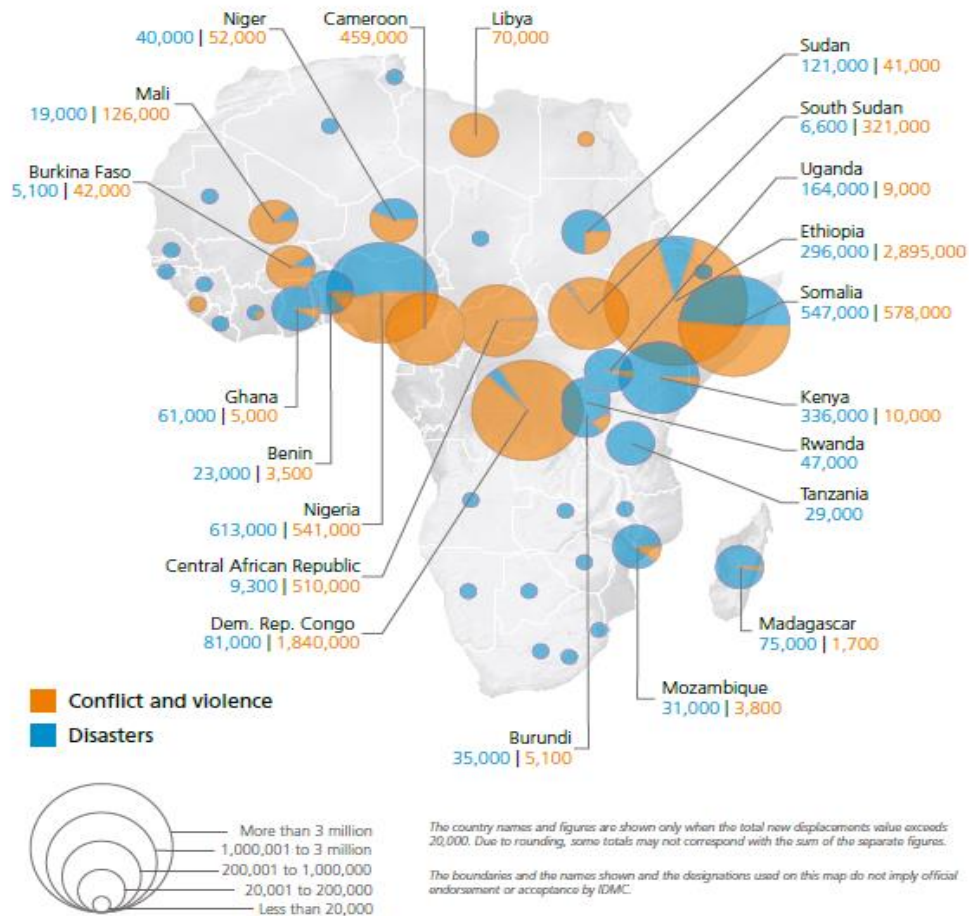 Niger
40,000 | 52,000
Cameroon
459,000
Libya
70,000
Sudan
121,000 | 41,000
Mali
19,000 | 126,000
South Sudan
6,600 | 321,000
Burkina Faso
5,100 | 42,000
Uganda
164,000 | 9,000
Ethiopia
296,000 | 2,895,000
Somalia
547,000 | 578,000
Ghana
61,000 | 5,000
Kenya
336,000 | 10,000
Benin
23,000 | 3,500
Rwanda
47,000
Nigeria
613,000 | 541,000
Tanzania
29,000
Central African Republic
9,300 | 510,000
Dem. Rep. Congo
81,000 | 1,840,000
Madagascar
75,000 | 1,700
Mozambique
31,000 | 3,800
Burundi
35,000 | 5,100
Conflict and violence
Disasters
More than 3 million
1,000,001 to 3 million
200,001 to 1,000,000
20,001 to 200,000
Less than 20,000
The country names and figures are shown only when the total new displacements value exceeds
20,000. Due to rounding, some totals may not correspond with the sum of the separate figures.
The boundaries and the names shown and the designations used on this map do not imply official
endorsement or acceptance by IDMC.